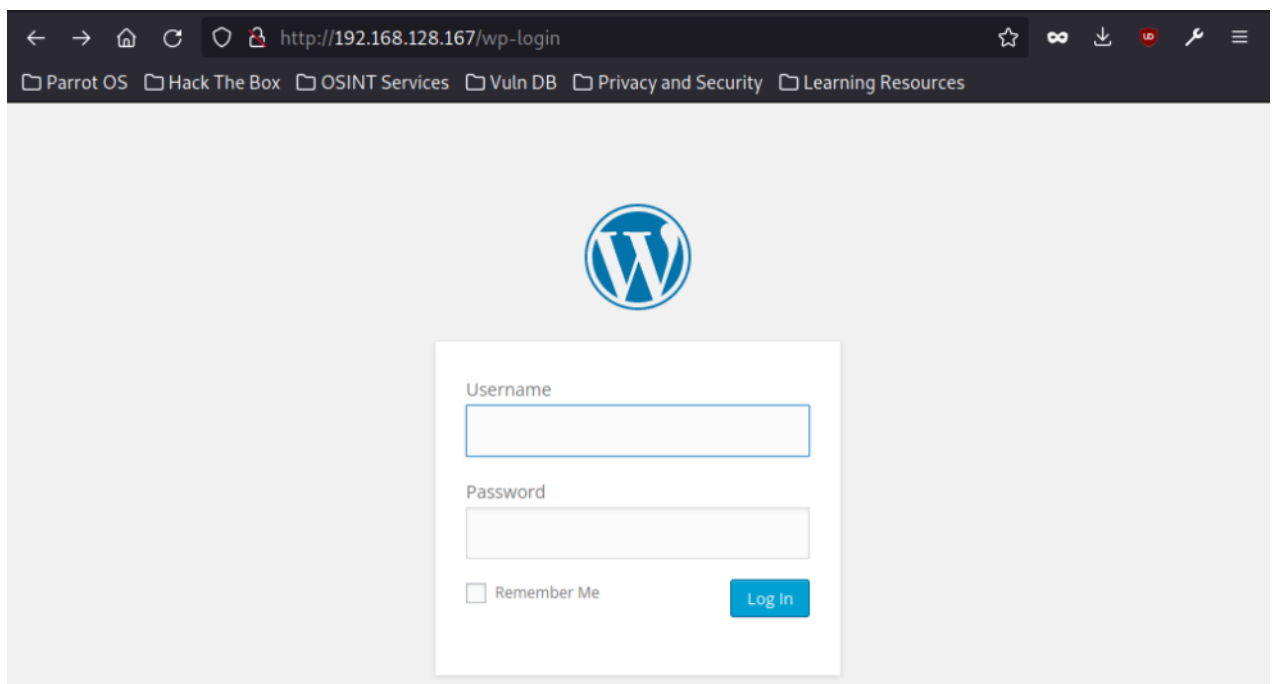 http://192.168.128.167/wp-login
Parrot OS Hack The Box OSINT Services Vuln DB Privacy and Security Learning Resources
W
Username
Password
Remember Me Log In